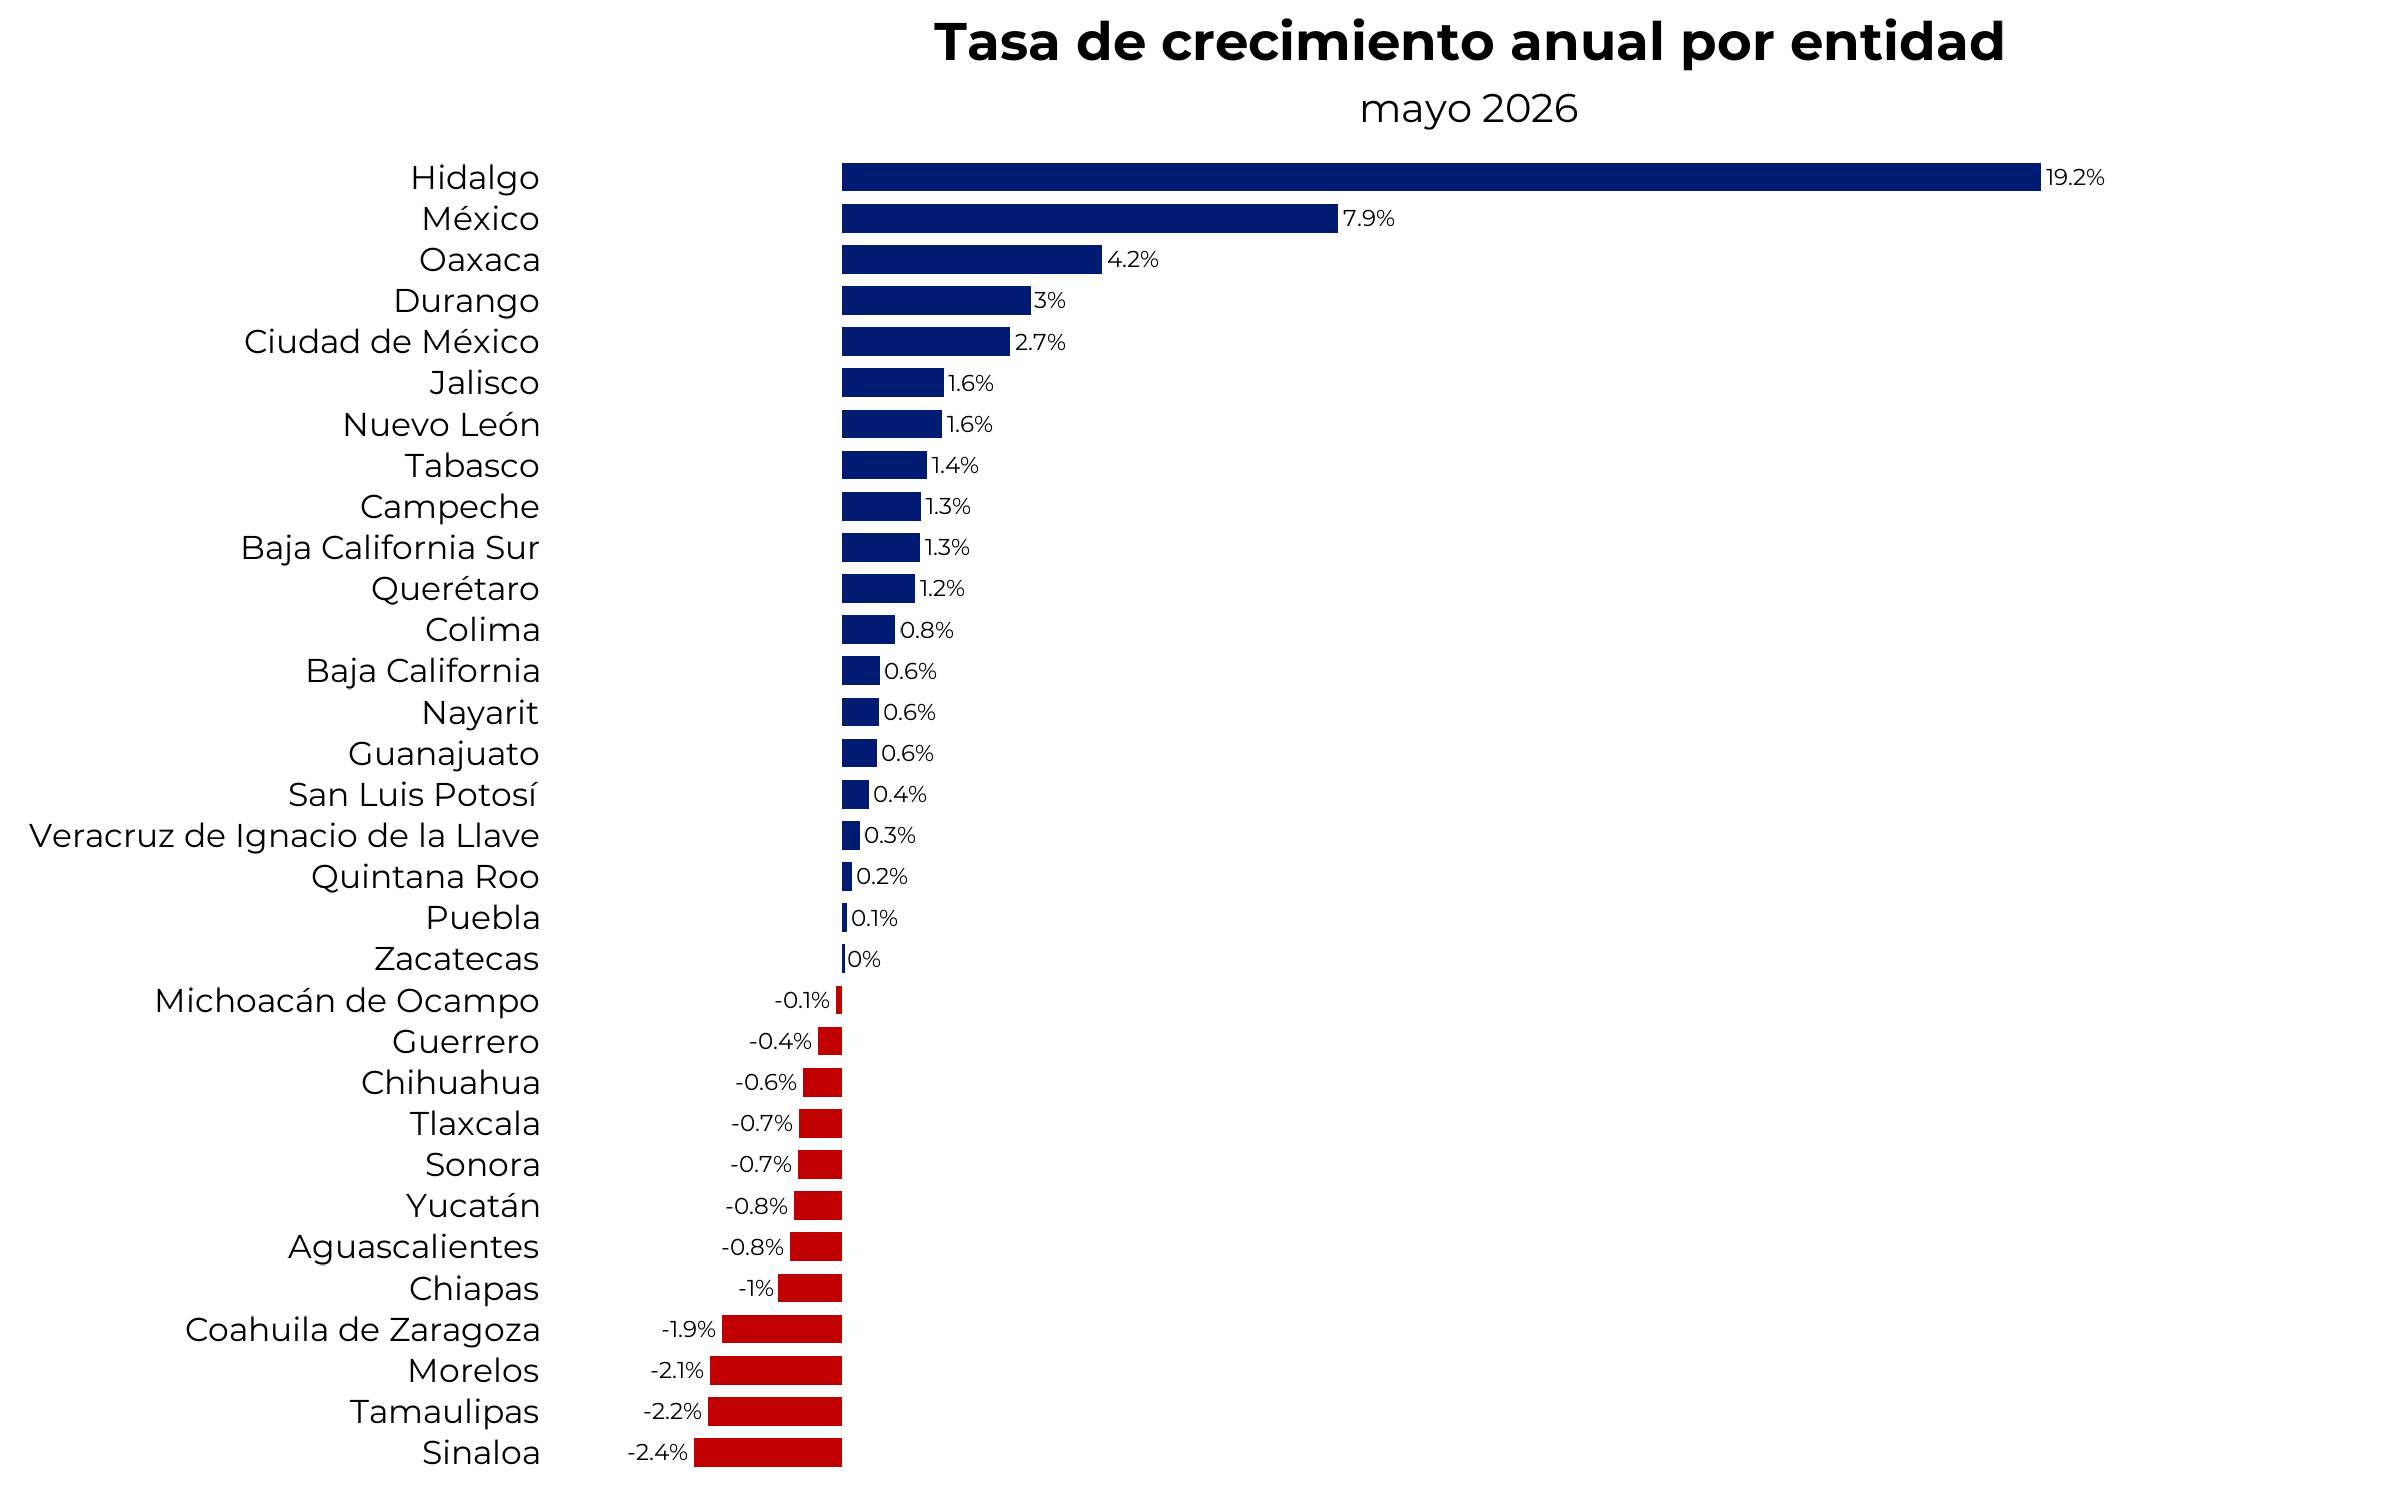 Tasa de crecimiento anual por entidad
mayo 2026
Hidalgo 19.2%
México 7.9%
Oaxaca 4.2%
Durango 3%
Ciudad de México 2.7%
Jalisco 1.6%
Nuevo León 1.6%
Tabasco 1.4%
Campeche 1.3%
Baja California Sur 1.3%
Querétaro 1.2%
Colima 0.8%
Baja California 0.6%
Nayarit 0.6%
Guanajuato 0.6%
San Luis Potosí 0.4%
Veracruz de Ignacio de la Llave 0.3%
Quintana Roo 0.2%
Puebla 0.1%
Zacatecas 0%
Michoacán de Ocampo -0.1%
Guerrero -0.4%
Chihuahua -0.6%
Tlaxcala -0.7%
Sonora -0.7%
Yucatán -0.8%
Aguascalientes -0.8%
Chiapas -1%
Coahuila de Zaragoza -1.9%
Morelos -2.1%
Tamaulipas -2.2%
Sinaloa -2.4%